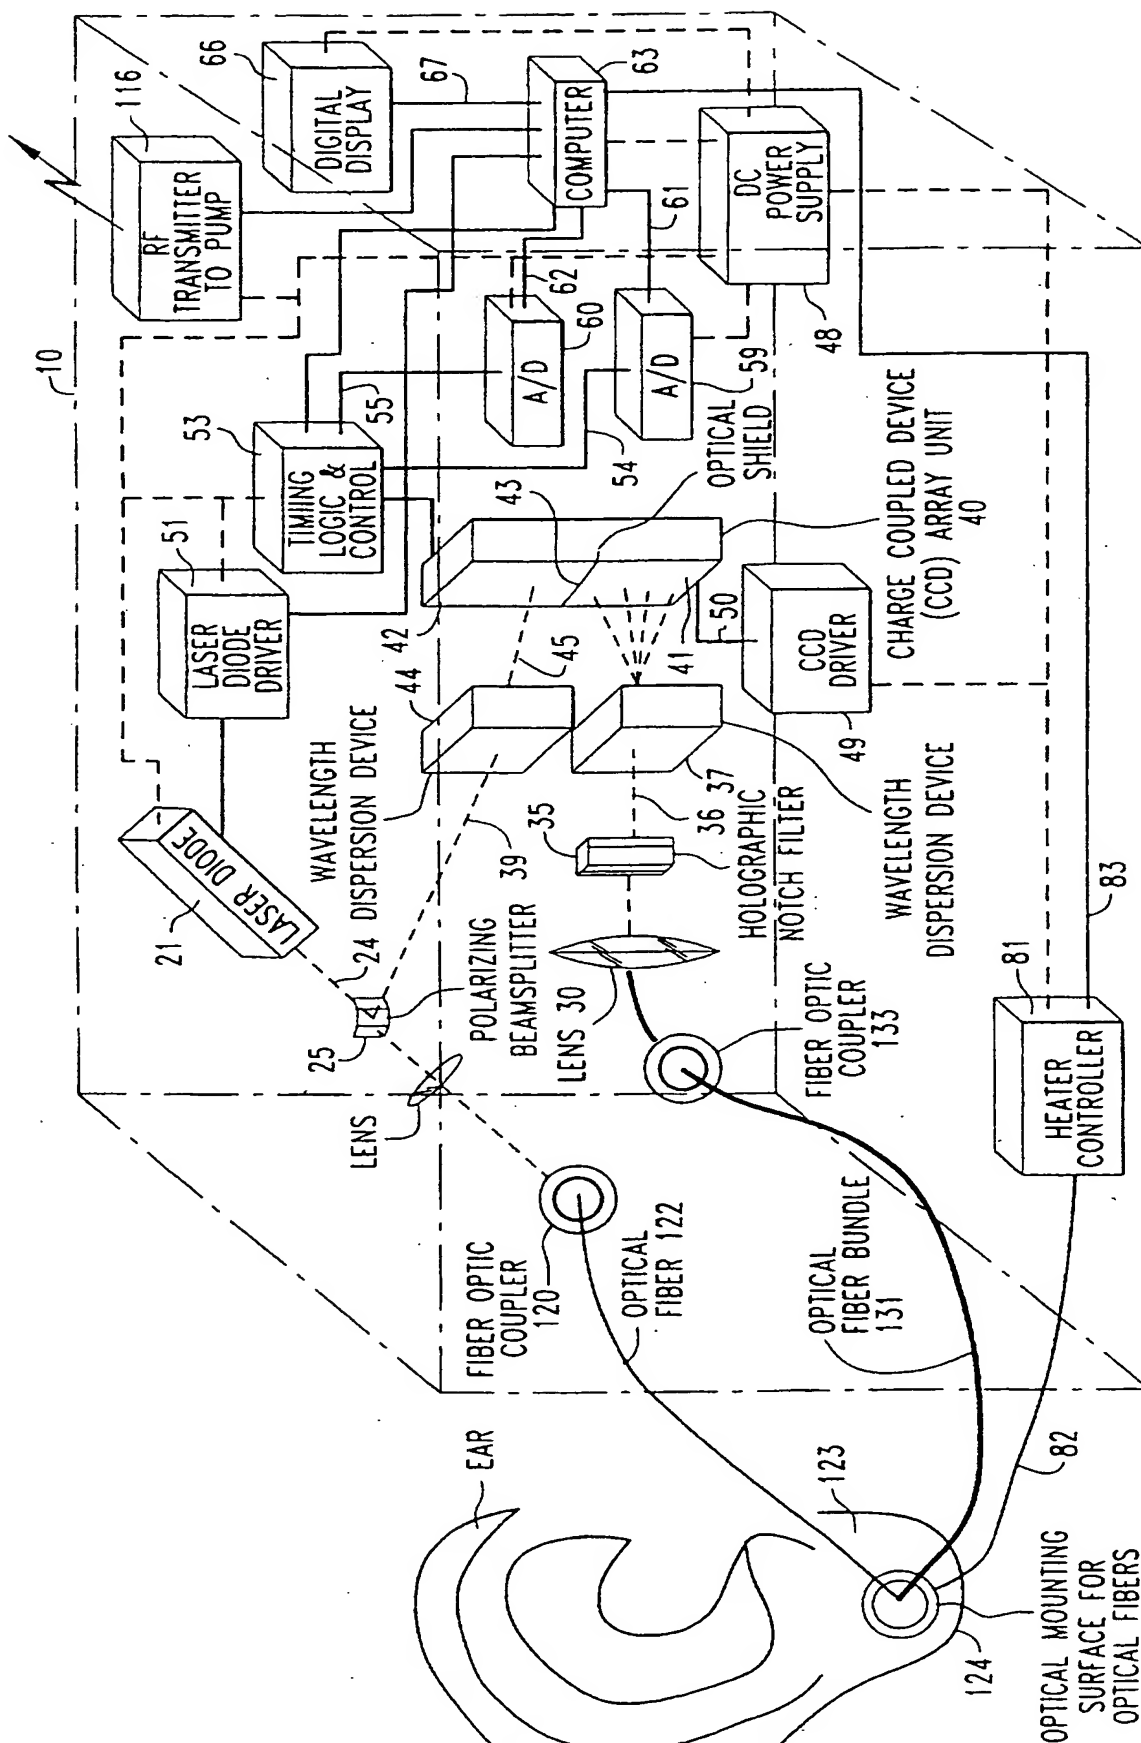 10
116
RF
TRANSMITTER
TO PUMP
66
DIGITAL
DISPLAY
67
63
COMPUTER
53
TIMING
LOGIC &
CONTROL
55
62
61
60
A/D
59
A/D
54
DC
POWER
SUPPLY
48
51
LASER
DIODE
DRIVER
21
LASER DIODE
24
25
POLARIZING
BEAMSPLITTER
LENS
WAVELENGTH
DISPERSION DEVICE
39
44
42
45
43
OPTICAL
SHIELD
41
50
CHARGE COUPLED DEVICE
(CCD) ARRAY UNIT
40
CCD
DRIVER
49
37
36
35
HOLOGRAPHIC
NOTCH FILTER
WAVELENGTH
DISPERSION DEVICE
LENS 30
FIBER OPTIC
COUPLER
133
FIBER OPTIC
COUPLER
120
OPTICAL
FIBER 122
OPTICAL
FIBER BUNDLE
131
81
HEATER
CONTROLLER
83
82
EAR
123
124
OPTICAL MOUNTING
SURFACE FOR
OPTICAL FIBERS